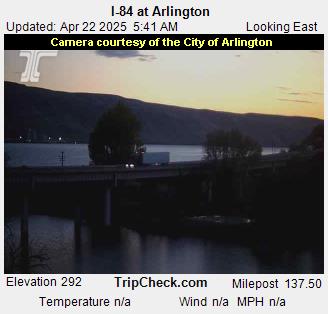 I-84 at Arlington
Updated: Apr 22 2025 5:41 AM Looking East
Camera courtesy of the City of Arlington
Elevation 292 TripCheck.com Milepost 137.50
Temperature n/a Wind n/a MPH n/a